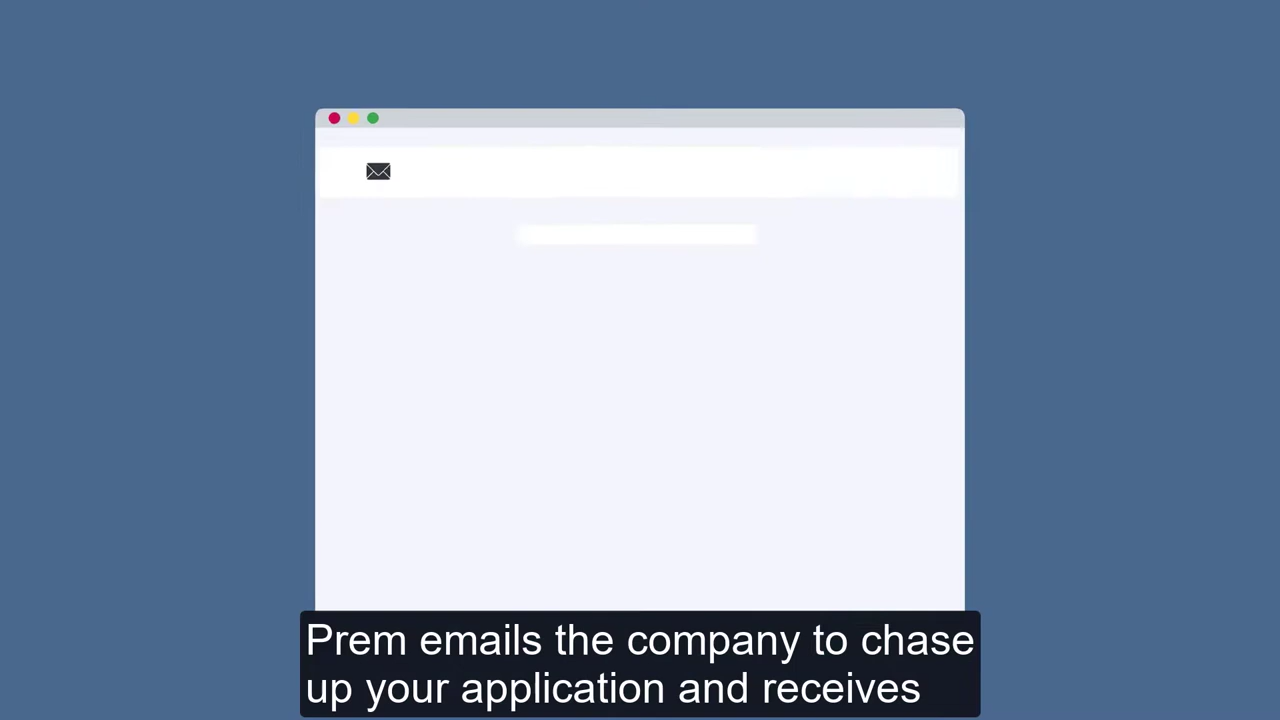 Prem emails the company to chase
up your application and receives